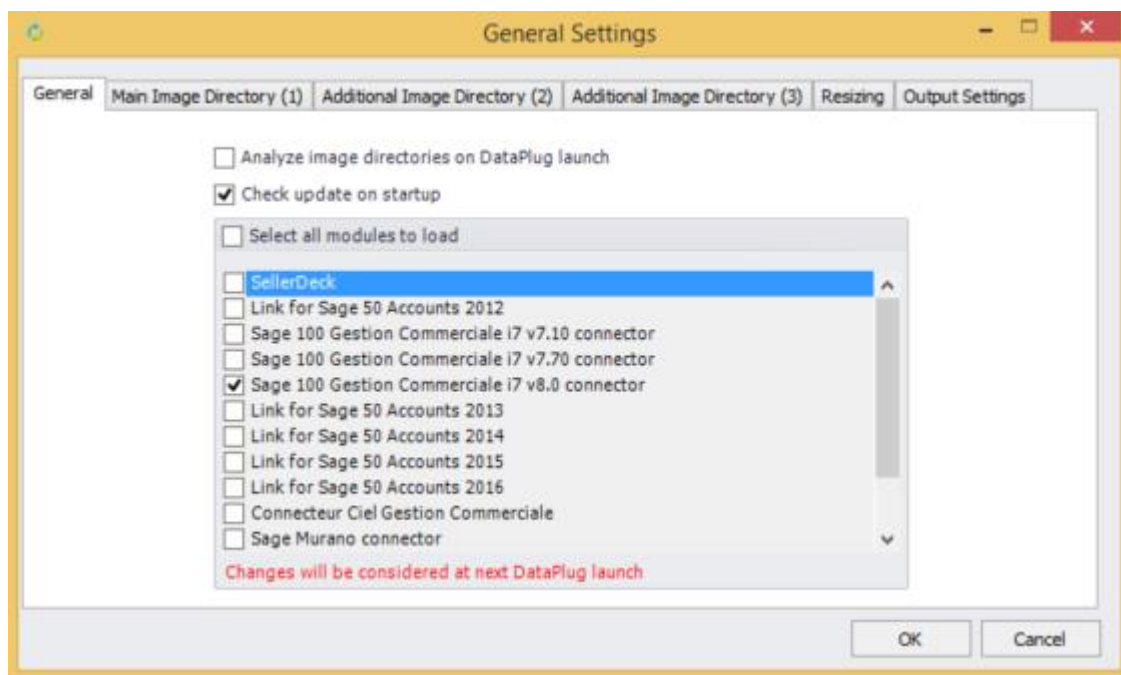 General Settings
General Main Image Directory (1) Additional Image Directory (2) Additional Image Directory (3) Resizing Output Settings
Analyze image directories on DataPlug launch
Check update on startup
Select all modules to load
SellerDeck
Link for Sage 50 Accounts 2012
Sage 100 Gestion Commerciale i7 v7.10 connector
Sage 100 Gestion Commerciale i7 v7.70 connector
Sage 100 Gestion Commerciale i7 v8.0 connector
Link for Sage 50 Accounts 2013
Link for Sage 50 Accounts 2014
Link for Sage 50 Accounts 2015
Link for Sage 50 Accounts 2016
Connecteur Ciel Gestion Commerciale
Sage Murano connector
Changes will be considered at next DataPlug launch
OK Cancel